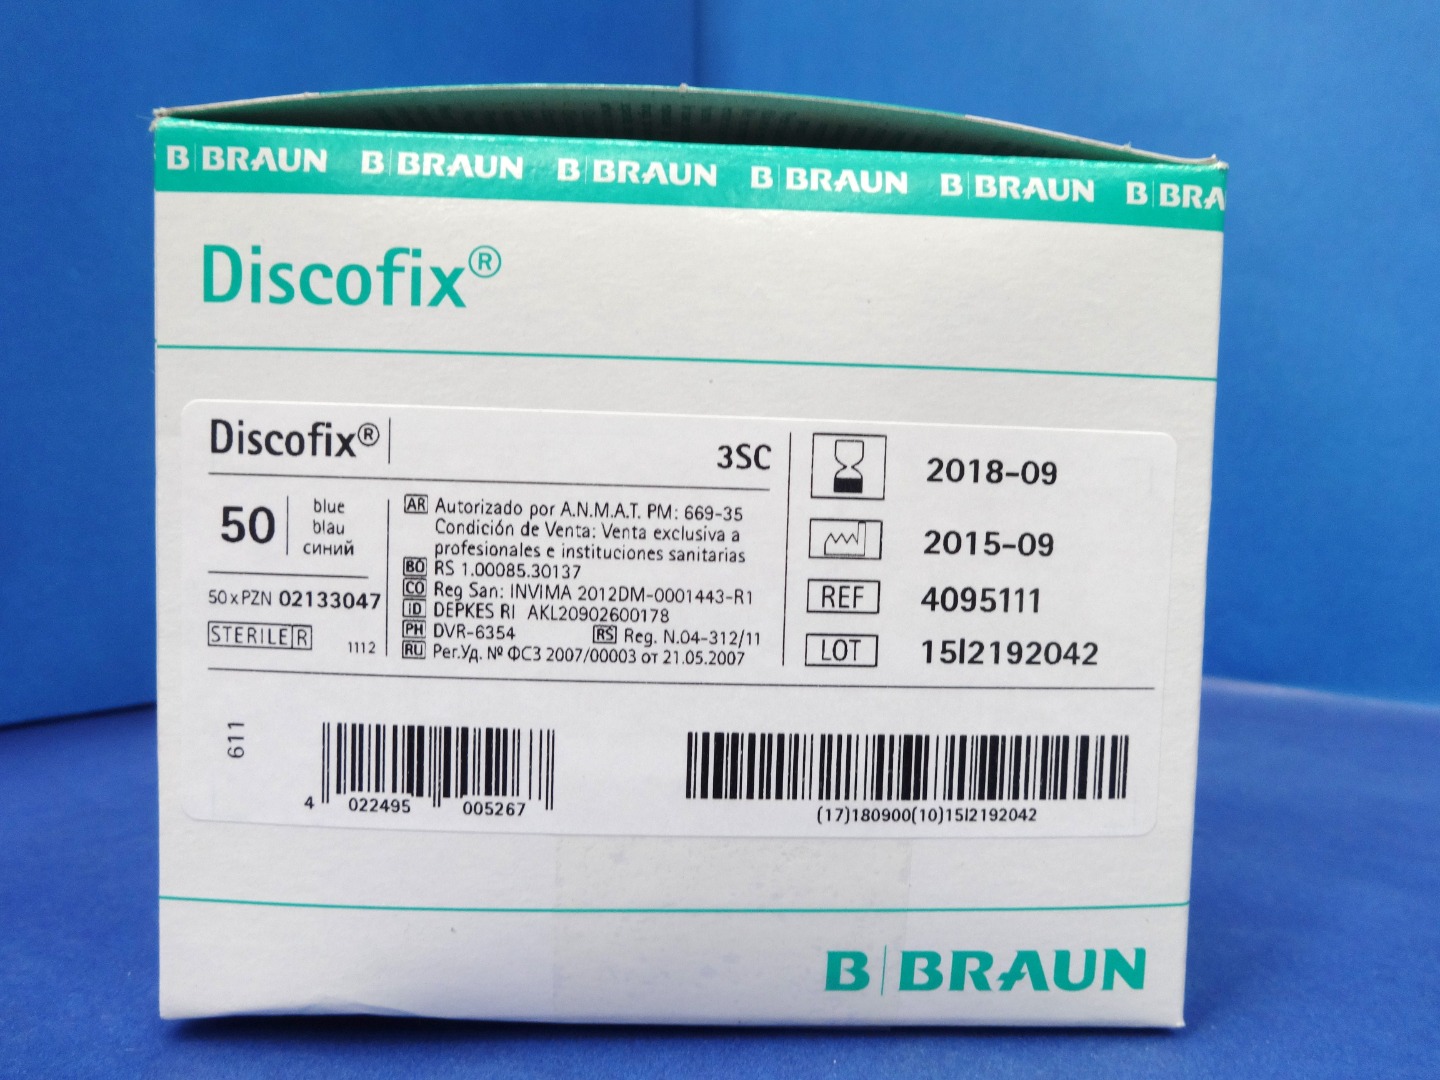 B BRAUN B BRAUN B BRAUN B BRAUN B BRAUN B BRA
Discofix®
Discofix®
3SC
50
blue
blau
синий
50xPZN 02133047
STERILE R
1112
AR Autorizado por A.N.M.A.T. PM: 669-35
Condición de Venta: Venta exclusiva a
profesionales e instituciones sanitarias
BO RS 1.00085.30137
CO Reg San: INVIMA 2012DM-0001443-R1
ID DEPKES RI AKL20902600178
PH DVR-6354 RS Reg. N.04-312/11
RU Рег.Уд. № ФСЗ 2007/00003 от 21.05.2007
2018-09
2015-09
REF 4095111
LOT 15I2192042
611
4 022495 005267
(17)180900(10)15I2192042
B BRAUN